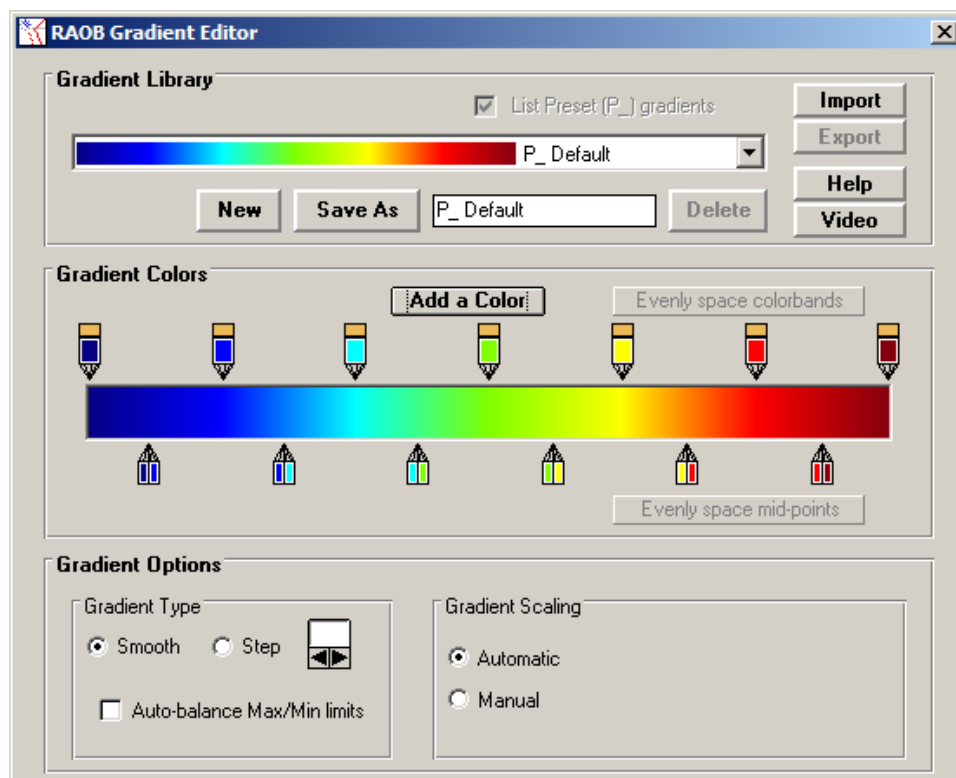 RAOB Gradient Editor
Gradient Library
List Preset (P_) gradients
Import
Export
P_ Default
Help
New
Save As
P_ Default
Delete
Video
Gradient Colors
Add a Color
Evenly space colorbands
Evenly space mid-points
Gradient Options
Gradient Type
Gradient Scaling
Smooth
Step
Automatic
Manual
Auto-balance Max/Min limits